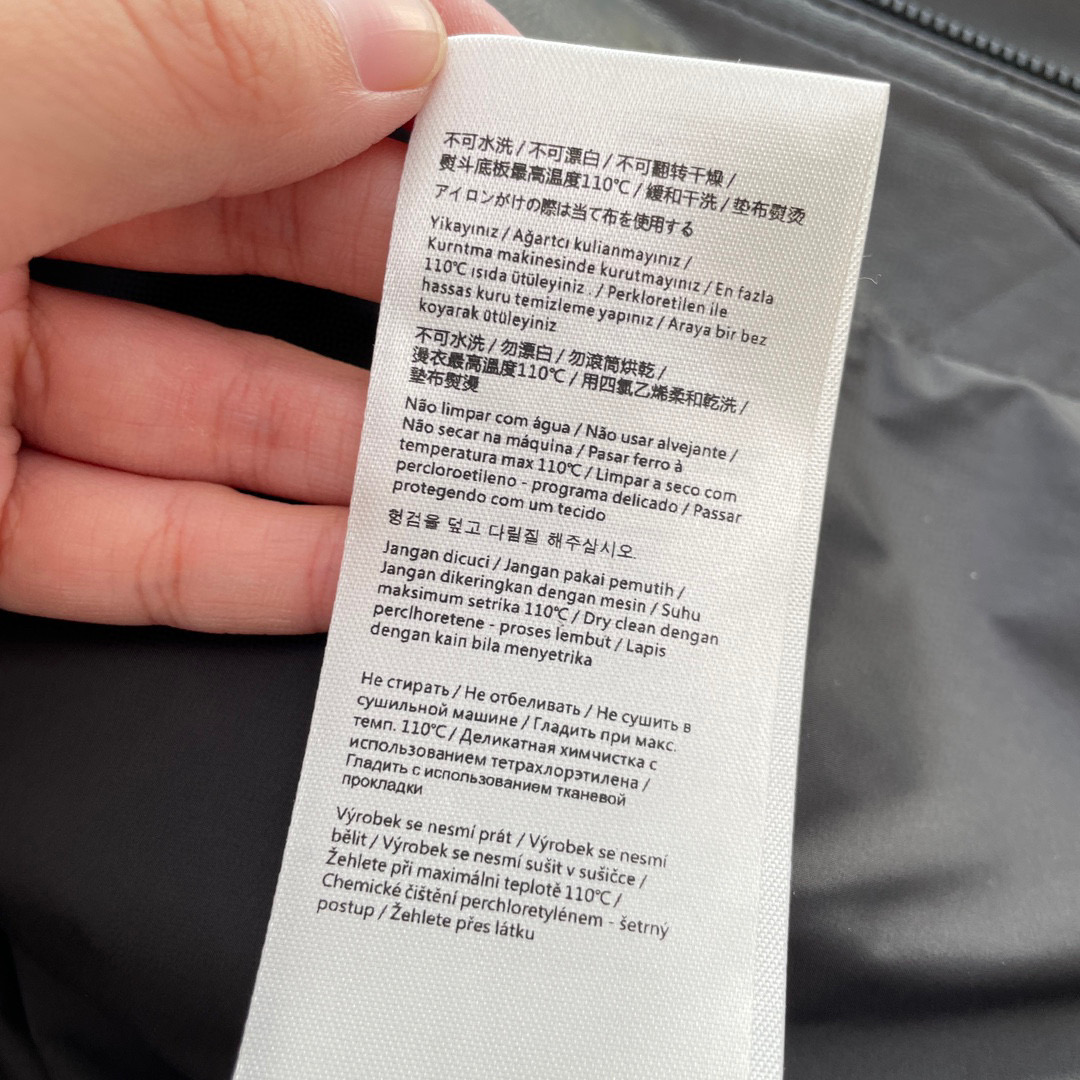 不可水洗 / 不可漂白 / 不可翻转干燥 /
熨斗底板最高温度110℃ / 緩和干洗 / 垫布熨烫
アイロンがけの際は当て布を使用する
Yikayınız / Ağartcı kulianmayınız /
Kurntma makinesinde kurutmayınız / En fazla
110℃ ısıda ütüleyiniz . / Perkloretilen ile
hassas kuru temizleme yapınız / Araya bir bez
koyarak ütüleyiniz
不可水洗 / 勿漂白 / 勿滾筒烘乾 /
燙衣最高溫度110℃ / 用四氯乙烯柔和乾洗 /
墊布熨燙
Não limpar com água / Não usar alvejante /
Não secar na máquina / Pasar ferro à
temperatura max 110℃ / Limpar a seco com
percloroetileno - programa delicado / Passar
protegendo com um tecido
헝겁을 덮고 다림질 해주삼시오
Jangan dicuci / Jangan pakai pemutih /
Jangan dikeringkan dengan mesin / Suhu
maksimum setrika 110℃ / Dry clean dengan
perclhoretene - proses lembut / Lapis
dengan kain bila menyetrika
Не стирать / Не отбеливать / Не сушить в
сушильной машине / Гладить при макс.
темп. 110℃ / Деликатная химчистка с
использованием тетрахлорэтилена /
Гладить с использованием тканевой
прокладки
Výrobek se nesmí prát / Výrobek se nesmí
bělit / Výrobek se nesmí sušit v sušičce /
Žehlete při maximálni teplotě 110℃ /
Chemické čištění perchloretylénem - šetrný
postup / Žehlete přes látku